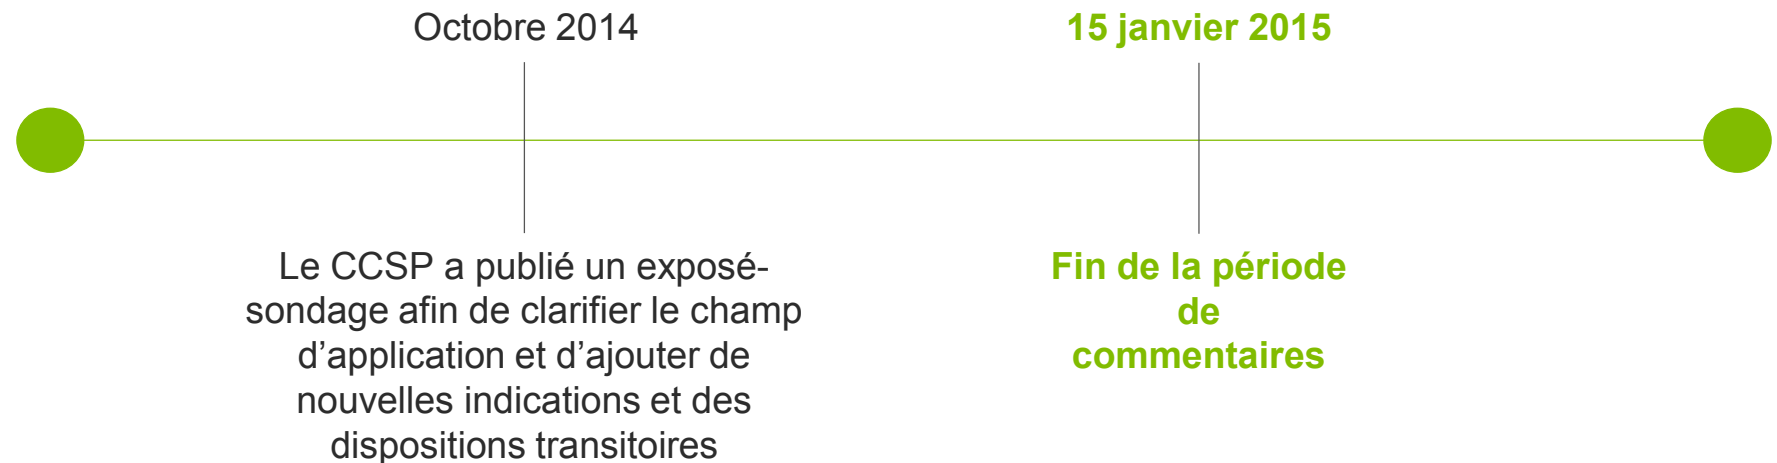 Octobre 2014
Le CCSP a publié un exposé-
sondage afin de clarifier le champ
d’application et d’ajouter de
nouvelles indications et des
dispositions transitoires
15 janvier 2015
Fin de la période
de
commentaires